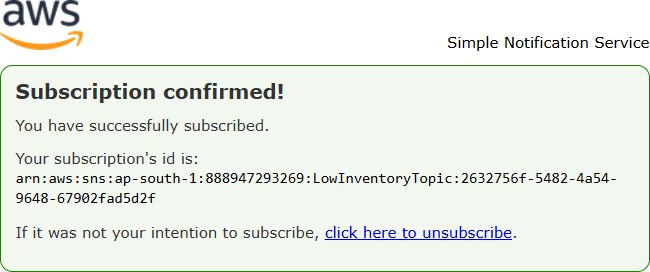 aws
Simple Notification Service
Subscription confirmed!
You have successfully subscribed.
Your subscription's id is:
arn:aws:sns:ap-south-1:888947293269:LowInventoryTopic:2632756f-5482-4a54-
9648-67902fad5d2f
If it was not your intention to subscribe, click here to unsubscribe.